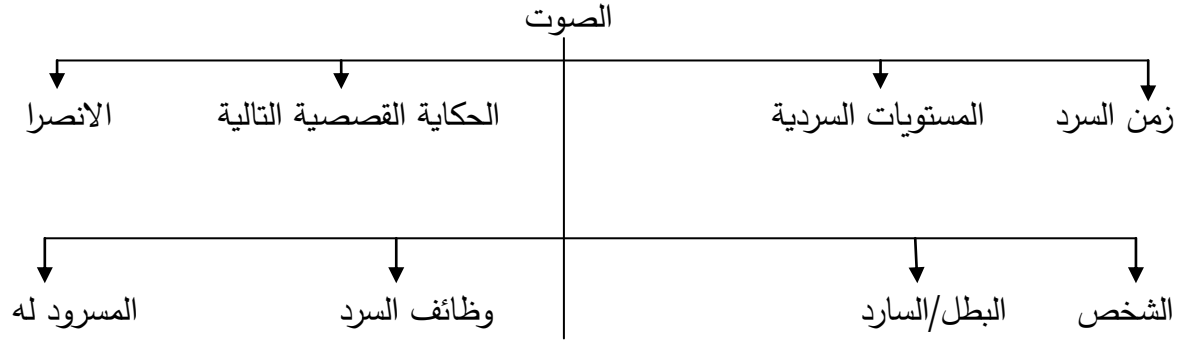 الصوت
زمن السرد المستويات السردية الحكاية القصصية التالية الانصرا
الشخص البطل/السارد وظائف السرد المسرود له